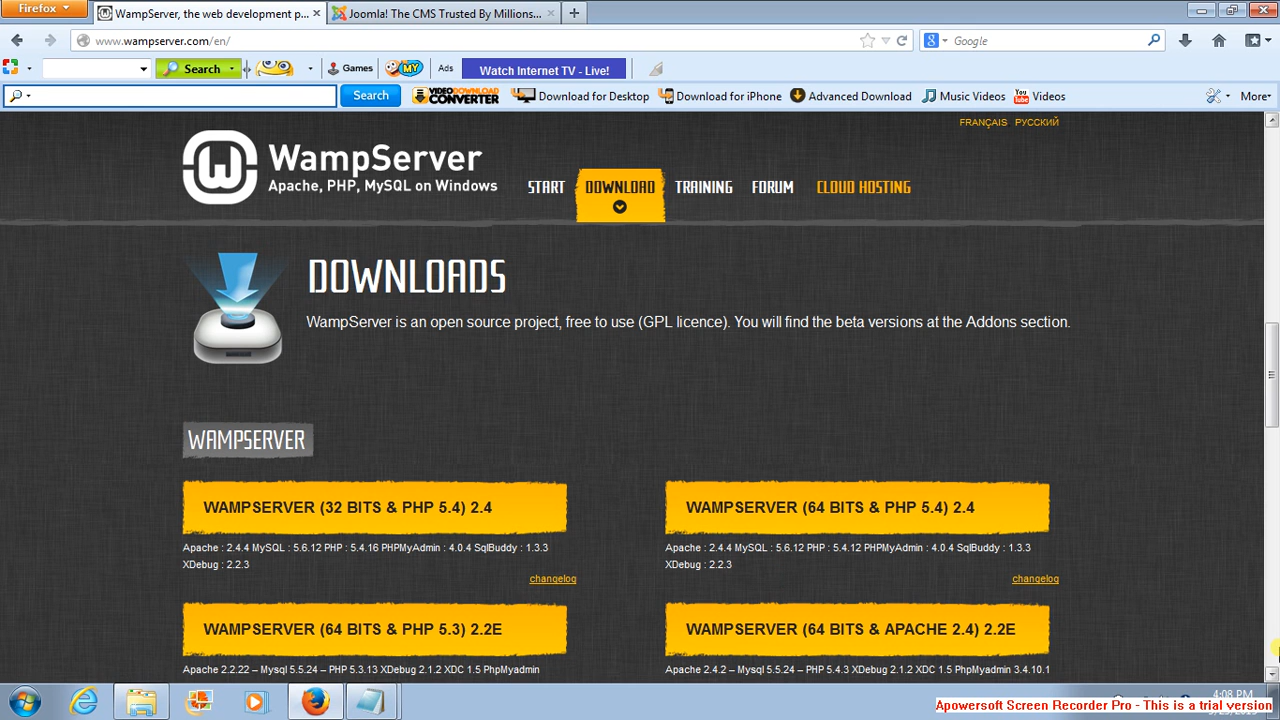 Firefox
WampServer, the web development p...
Joomla! The CMS Trusted By Millions...
www.wampserver.com/en/
Google
Search
Games
MY
Ads
Watch Internet TV - Live!
Search
VIDEO DOWNLOAD CONVERTER
Download for Desktop
Download for iPhone
Advanced Download
Music Videos
You Tube
Videos
More
FRANÇAIS РУССКИЙ
WampServer
Apache, PHP, MySQL on Windows
START DOWNLOAD TRAINING FORUM CLOUD HOSTING
DOWNLOADS
WampServer is an open source project, free to use (GPL licence). You will find the beta versions at the Addons section.
WAMPSERVER
WAMPSERVER (32 BITS & PHP 5.4) 2.4
Apache : 2.4.4 MySQL : 5.6.12 PHP : 5.4.16 PHPMyAdmin : 4.0.4 SqlBuddy : 1.3.3
XDebug : 2.2.3
changelog
WAMPSERVER (64 BITS & PHP 5.4) 2.4
Apache : 2.4.4 MySQL : 5.6.12 PHP : 5.4.12 PHPMyAdmin : 4.0.4 SqlBuddy : 1.3.3
XDebug : 2.2.3
changelog
WAMPSERVER (64 BITS & PHP 5.3) 2.2E
Apache 2.2.22 – Mysql 5.5.24 – PHP 5.3.13 XDebug 2.1.2 XDC 1.5 PhpMyadmin
WAMPSERVER (64 BITS & APACHE 2.4) 2.2E
Apache 2.4.2 – Mysql 5.5.24 – PHP 5.4.3 XDebug 2.1.2 XDC 1.5 PhpMyadmin 3.4.10.1
4:08 PM
Apowersoft Screen Recorder Pro - This is a trial version